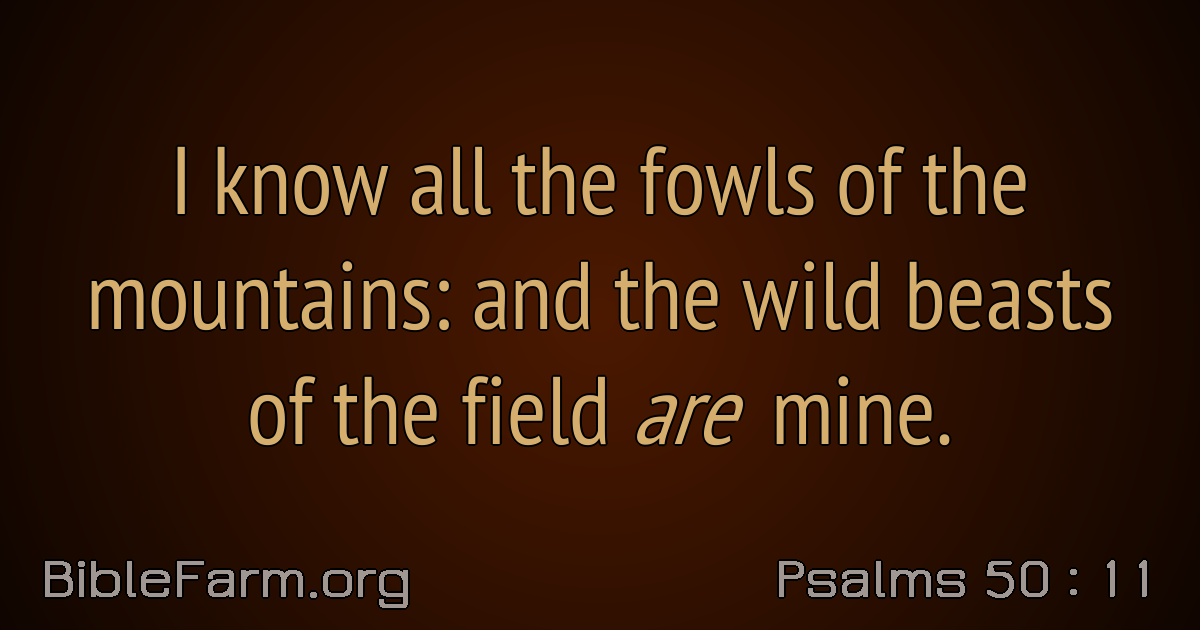 I know all the fowls of the
mountains: and the wild beasts
of the field are mine.
BibleFarm.org
Psalms 50 : 11